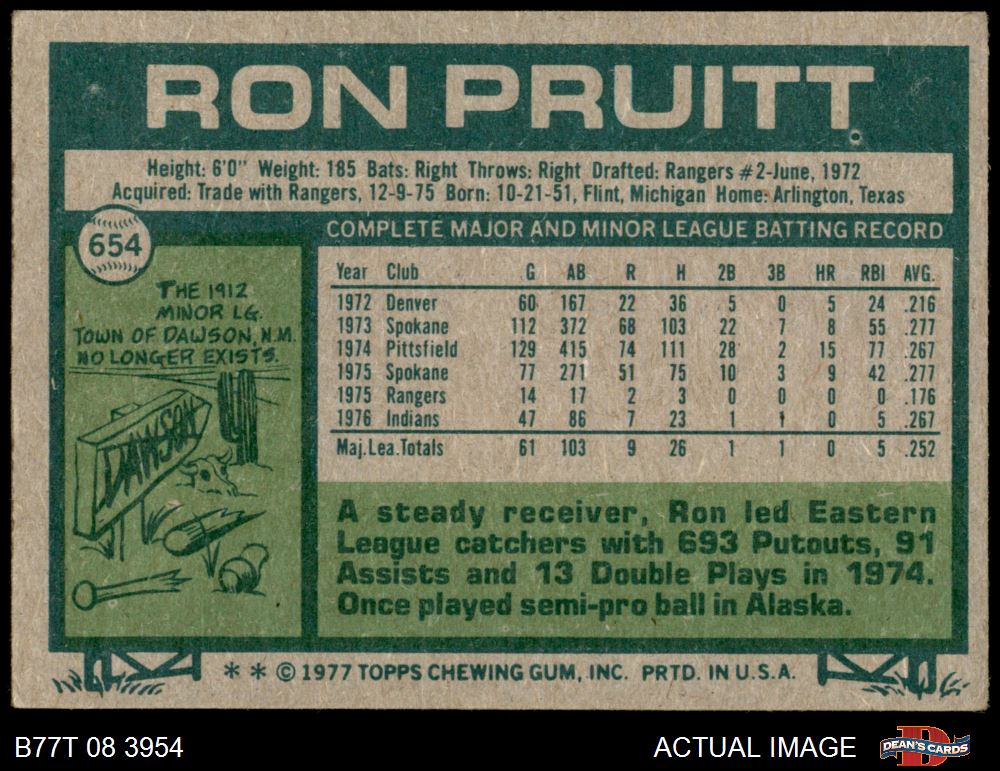 RON PRUITT
Height: 6'0" Weight: 185 Bats: Right Throws: Right Drafted: Rangers #2-June, 1972
Acquired: Trade with Rangers, 12-9-75 Born: 10-21-51, Flint, Michigan Home: Arlington, Texas
654
THE 1912
MINOR LG.
TOWN OF DAWSON, N.M.
NO LONGER EXISTS.
DAWSON
COMPLETE MAJOR AND MINOR LEAGUE BATTING RECORD
Year Club G AB R H 2B 3B HR RBI AVG.
1972 Denver 60 167 22 36 5 0 5 24 .216
1973 Spokane 112 372 68 103 22 7 8 55 .277
1974 Pittsfield 129 415 74 111 28 2 15 77 .267
1975 Spokane 77 271 51 75 10 3 9 42 .277
1975 Rangers 14 17 2 3 0 0 0 0 .176
1976 Indians 47 86 7 23 1 1 0 5 .267
Maj.Lea.Totals 61 103 9 26 1 1 0 5 .252
A steady receiver, Ron led Eastern
League catchers with 693 Putouts, 91
Assists and 13 Double Plays in 1974.
Once played semi-pro ball in Alaska.
** © 1977 TOPPS CHEWING GUM, INC. PRTD. IN U.S.A.
B77T 08 3954
ACTUAL IMAGE
DEAN'S CARDS